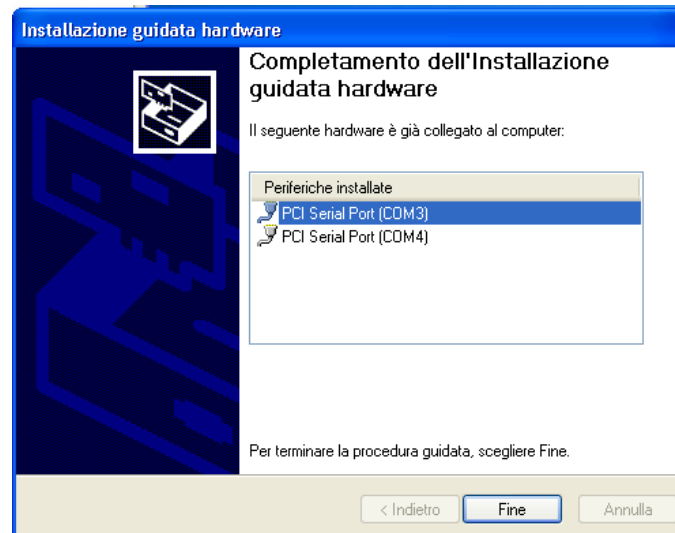 Installazione guidata hardware
Completamento dell'Installazione
guidata hardware
Il seguente hardware è già collegato al computer:
Periferiche installate
PCI Serial Port (COM3)
PCI Serial Port (COM4)
Per terminare la procedura guidata, scegliere Fine.
< Indietro
Fine
Annulla